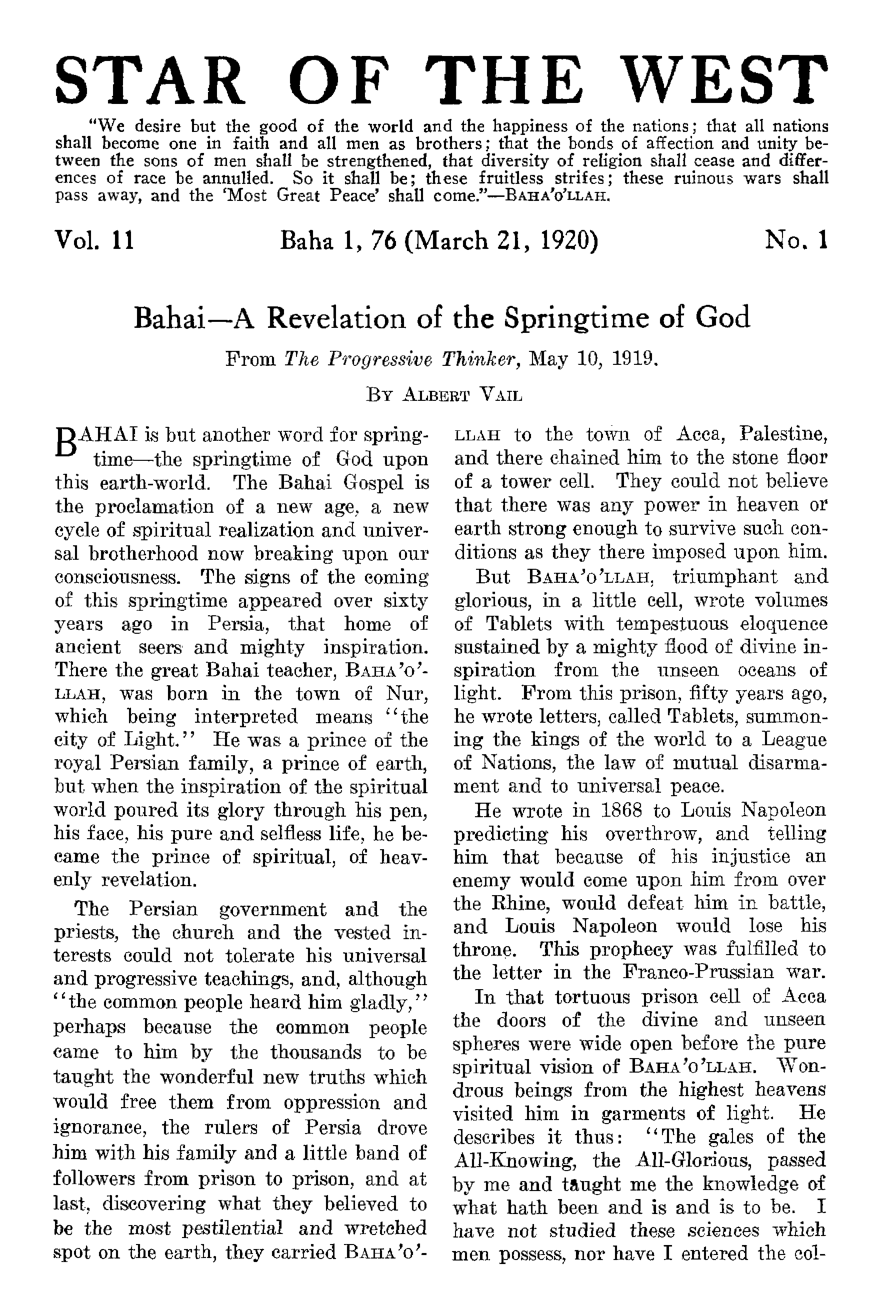 STAR OF THE WEST
"We desire but the good of the world and the happiness of the nations; that all nations
shall become one in faith and all men as brothers; that the bonds of affection and unity be-
tween the sons of men shall be strengthened, that diversity of religion shall cease and differ-
ences of race be annulled. So it shall be; these fruitless strifes; these ruinous wars shall
pass away, and the 'Most Great Peace' shall come."—BAHA'O'LLAH.
Vol. 11 Baha 1, 76 (March 21, 1920) No. 1
Bahai—A Revelation of the Springtime of God
From The Progressive Thinker, May 10, 1919.
BY ALBERT VAIL
BAHAI is but another word for spring-
time—the springtime of God upon
this earth-world. The Bahai Gospel is
the proclamation of a new age, a new
cycle of spiritual realization and univer-
sal brotherhood now breaking upon our
consciousness. The signs of the coming
of this springtime appeared over sixty
years ago in Persia, that home of
ancient seers and mighty inspiration.
There the great Bahai teacher, BAHA'O'-
LLAH, was born in the town of Nur,
which being interpreted means "the
city of Light." He was a prince of the
royal Persian family, a prince of earth,
but when the inspiration of the spiritual
world poured its glory through his pen,
his face, his pure and selfless life, he be-
came the prince of spiritual, of heav-
enly revelation.
The Persian government and the
priests, the church and the vested in-
terests could not tolerate his universal
and progressive teachings, and, although
"the common people heard him gladly,"
perhaps because the common people
came to him by the thousands to be
taught the wonderful new truths which
would free them from oppression and
ignorance, the rulers of Persia drove
him with his family and a little band of
followers from prison to prison, and at
last, discovering what they believed to
be the most pestilential and wretched
spot on the earth, they carried BAHA'O'-
LLAH to the town of Acca, Palestine,
and there chained him to the stone floor
of a tower cell. They could not believe
that there was any power in heaven or
earth strong enough to survive such con-
ditions as they there imposed upon him.
But BAHA'O'LLAH, triumphant and
glorious, in a little cell, wrote volumes
of Tablets with tempestuous eloquence
sustained by a mighty flood of divine in-
spiration from the unseen oceans of
light. From this prison, fifty years ago,
he wrote letters, called Tablets, summon-
ing the kings of the world to a League
of Nations, the law of mutual disarma-
ment and to universal peace.
He wrote in 1868 to Louis Napoleon
predicting his overthrow, and telling
him that because of his injustice an
enemy would come upon him from over
the Rhine, would defeat him in battle,
and Louis Napoleon would lose his
throne. This prophecy was fulfilled to
the letter in the Franco-Prussian war.
In that tortuous prison cell of Acca
the doors of the divine and unseen
spheres were wide open before the pure
spiritual vision of BAHA'O'LLAH. Won-
drous beings from the highest heavens
visited him in garments of light. He
describes it thus: "The gales of the
All-Knowing, the All-Glorious, passed
by me and taught me the knowledge of
what hath been and is and is to be. I
have not studied these sciences which
men possess, nor have I entered the col-